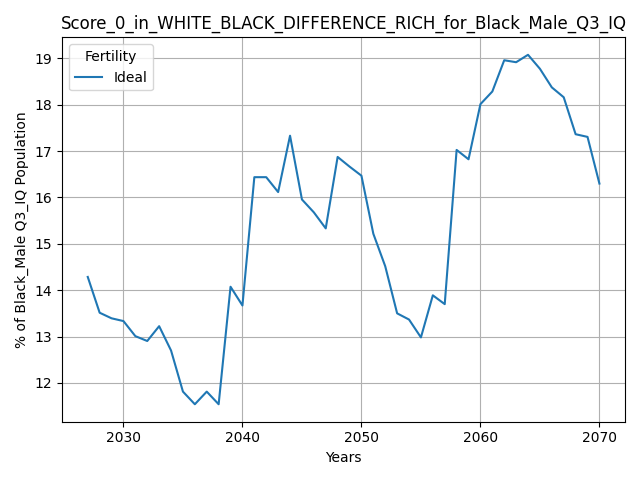 Score_0_in_WHITE_BLACK_DIFFERENCE_RICH_for_Black_Male_Q3_IQ
Fertility
Ideal
% of Black_Male Q3_IQ Population
19
18
17
16
15
14
13
12
2030
2040
2050
2060
2070
Years